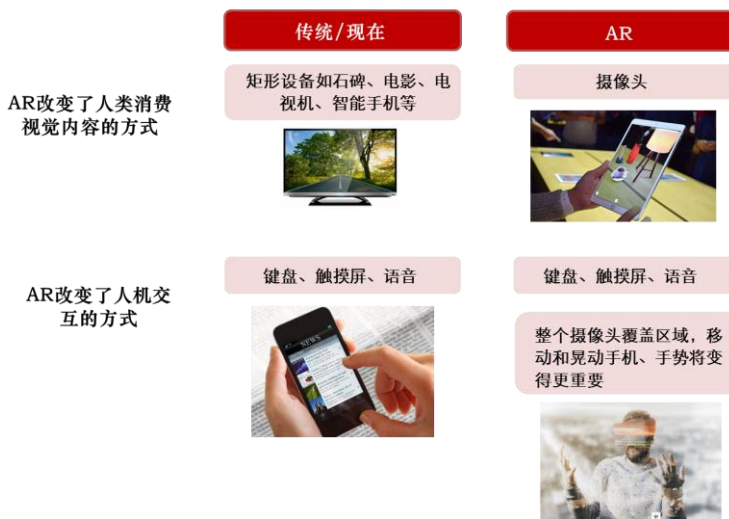 传统/现在
AR
AR改变了人类消费
视觉内容的方式
矩形设备如石碑、电影、电
视机、智能手机等
摄像头
AR改变了人机交
互的方式
键盘、触摸屏、语音
键盘、触摸屏、语音
NEWS
整个摄像头覆盖区域，移
动和晃动手机、手势将变
得更重要